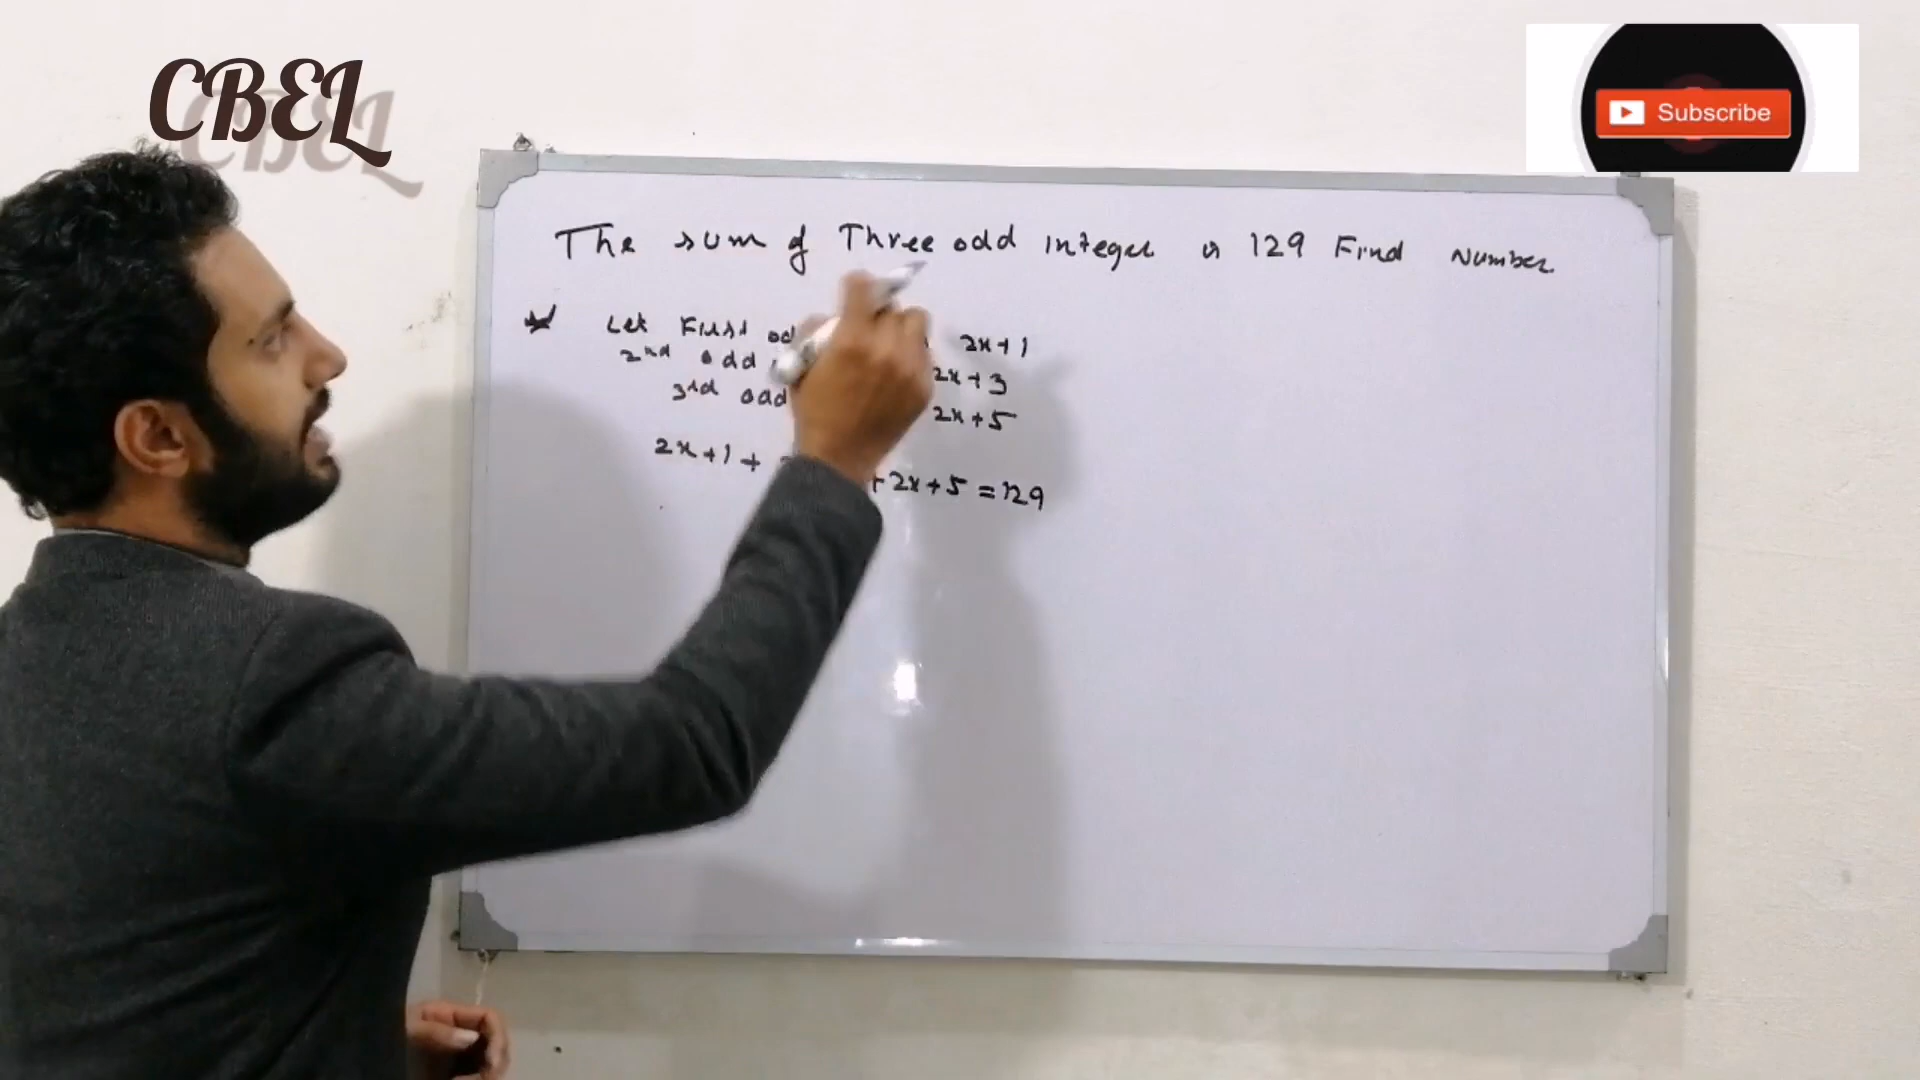 CBEL
Subscribe
The sum of Three odd integer is 129 Find Number
Let First 2x+1
2nd odd 2x+3
3rd odd 2x+5
2x+1+ +2x+5=129